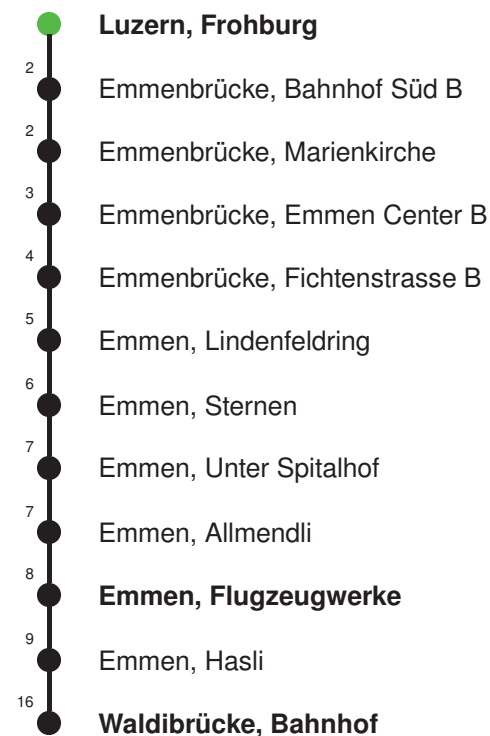 Luzern, Frohburg
2
Emmenbrücke, Bahnhof Süd B
2
Emmenbrücke, Marienkirche
3
Emmenbrücke, Emmen Center B
4
Emmenbrücke, Fichtenstrasse B
5
Emmen, Lindenfeldring
6
Emmen, Sternen
7
Emmen, Unter Spitalhof
7
Emmen, Allmendli
8
Emmen, Flugzeugwerke
9
Emmen, Hasli
16
Waldibrücke, Bahnhof